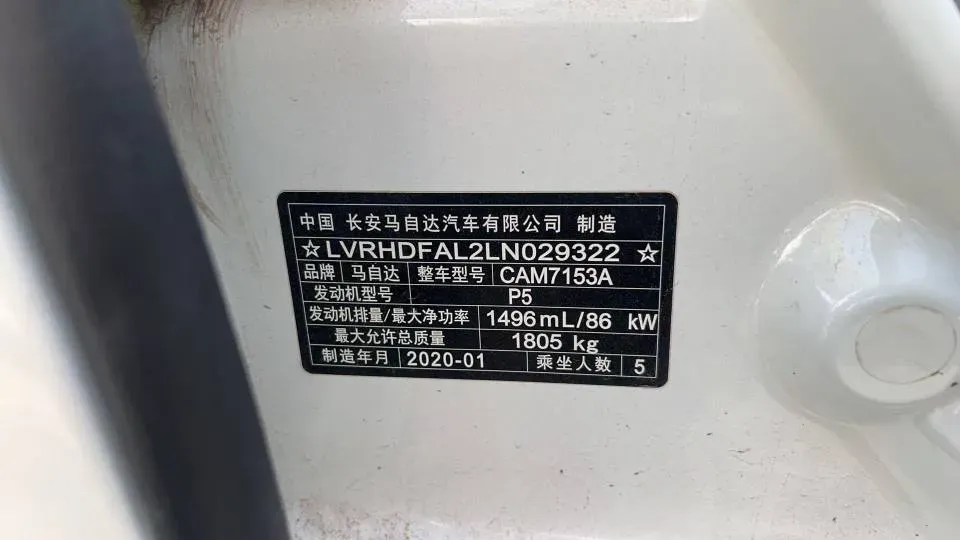 中国 长安马自达汽车有限公司 制造
☆LVRHDFAL2LN029322☆
品牌 马自达 整车型号 CAM7153A
发动机型号 P5
发动机排量/最大净功率 1496mL/86 kW
最大允许总质量 1805 kg
制造年月 2020-01 乘坐人数 5